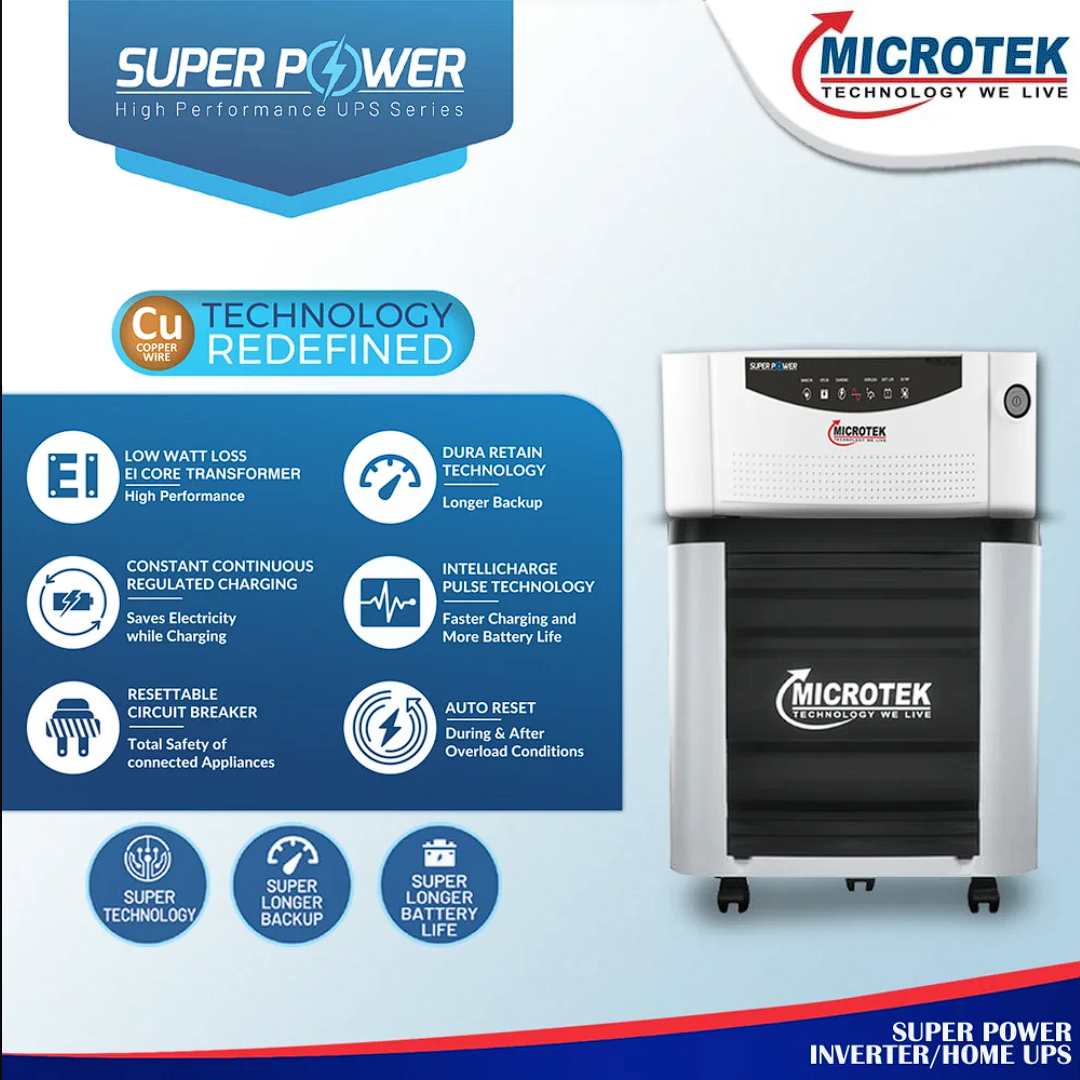 SUPER POWER
High Performance UPS Series
MICROTEK
TECHNOLOGY WE LIVE
Cu
COPPER
WIRE
TECHNOLOGY
REDEFINED
EI
LOW WATT LOSS
EI CORE TRANSFORMER
High Performance
DURA RETAIN
TECHNOLOGY
Longer Backup
CONSTANT CONTINUOUS
REGULATED CHARGING
Saves Electricity
while Charging
INTELLICHARGE
PULSE TECHNOLOGY
Faster Charging and
More Battery Life
RESETTABLE
CIRCUIT BREAKER
Total Safety of
connected Appliances
AUTO RESET
During & After
Overload Conditions
SUPER
TECHNOLOGY
SUPER
LONGER
BACKUP
SUPER
LONGER
BATTERY
LIFE
SUPER POWER
MICROTEK
TECHNOLOGY WE LIVE
MICROTEK
TECHNOLOGY WE LIVE
SUPER POWER
INVERTER/HOME UPS